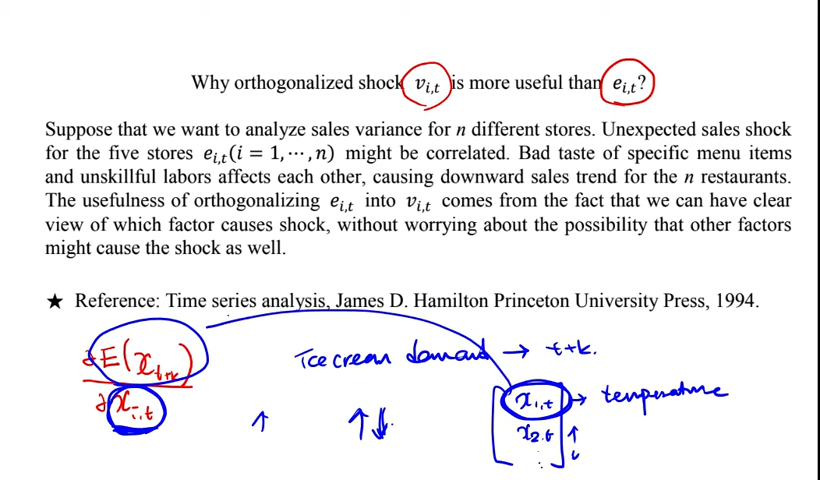 Why orthogonalized shock v_{i,t} is more useful than e_{i,t}?
Suppose that we want to analyze sales variance for n different stores. Unexpected sales shock
for the five stores e_{i,t}(i = 1, ⋯, n) might be correlated. Bad taste of specific menu items
and unskillful labors affects each other, causing downward sales trend for the n restaurants.
The usefulness of orthogonalizing e_{i,t} into v_{i,t} comes from the fact that we can have clear
view of which factor causes shock, without worrying about the possibility that other factors
might cause the shock as well.
★ Reference: Time series analysis, James D. Hamilton Princeton University Press, 1994.
∂E(x_{t+k})
∂x_{i,t}
Ice cream demand → t+k.
↑ ↑↓
x_{1,t} → temperature
x_{2,t} ↑
⋮ ↓